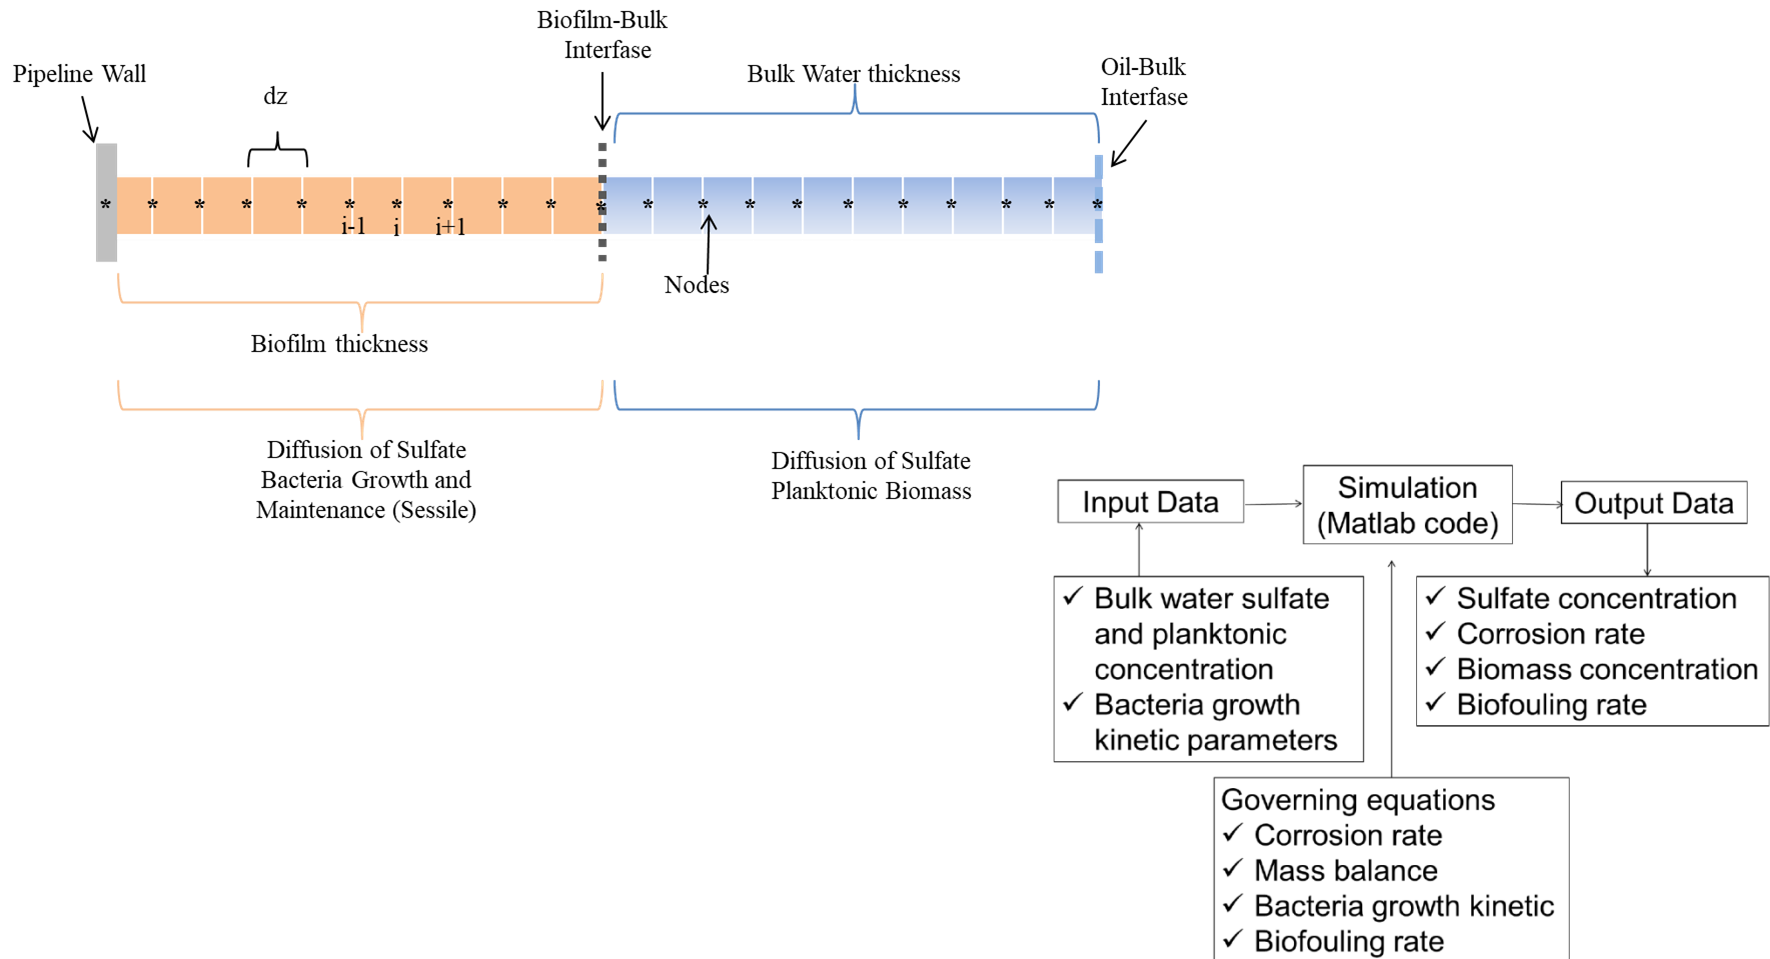 Biofilm-Bulk
Interfase
Pipeline Wall
dz
Bulk Water thickness
Oil-Bulk
Interfase
* * * * * * * * * * * * * * * * * * * * *
i-1 i i+1
Nodes
Biofilm thickness
Diffusion of Sulfate
Bacteria Growth and
Maintenance (Sessile)
Diffusion of Sulfate
Planktonic Biomass
Input Data
Simulation
(Matlab code)
Output Data
✓ Bulk water sulfate
and planktonic
concentration
✓ Bacteria growth
kinetic parameters
✓ Sulfate concentration
✓ Corrosion rate
✓ Biomass concentration
✓ Biofouling rate
Governing equations
✓ Corrosion rate
✓ Mass balance
✓ Bacteria growth kinetic
✓ Biofouling rate